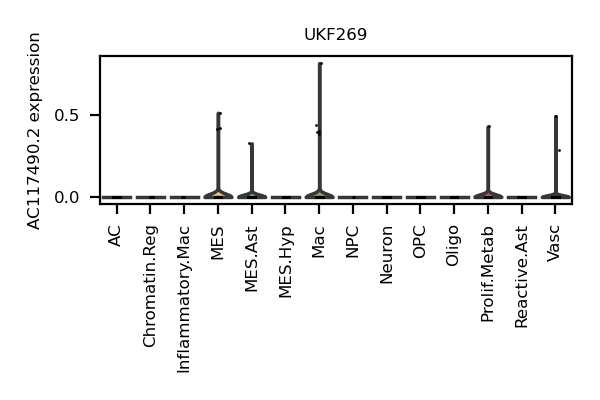 UKF269
AC117490.2 expression
0.5
0.0
AC
Chromatin.Reg
Inflammatory.Mac
MES
MES.Ast
MES.Hyp
Mac
NPC
Neuron
OPC
Oligo
Prolif.Metab
Reactive.Ast
Vasc